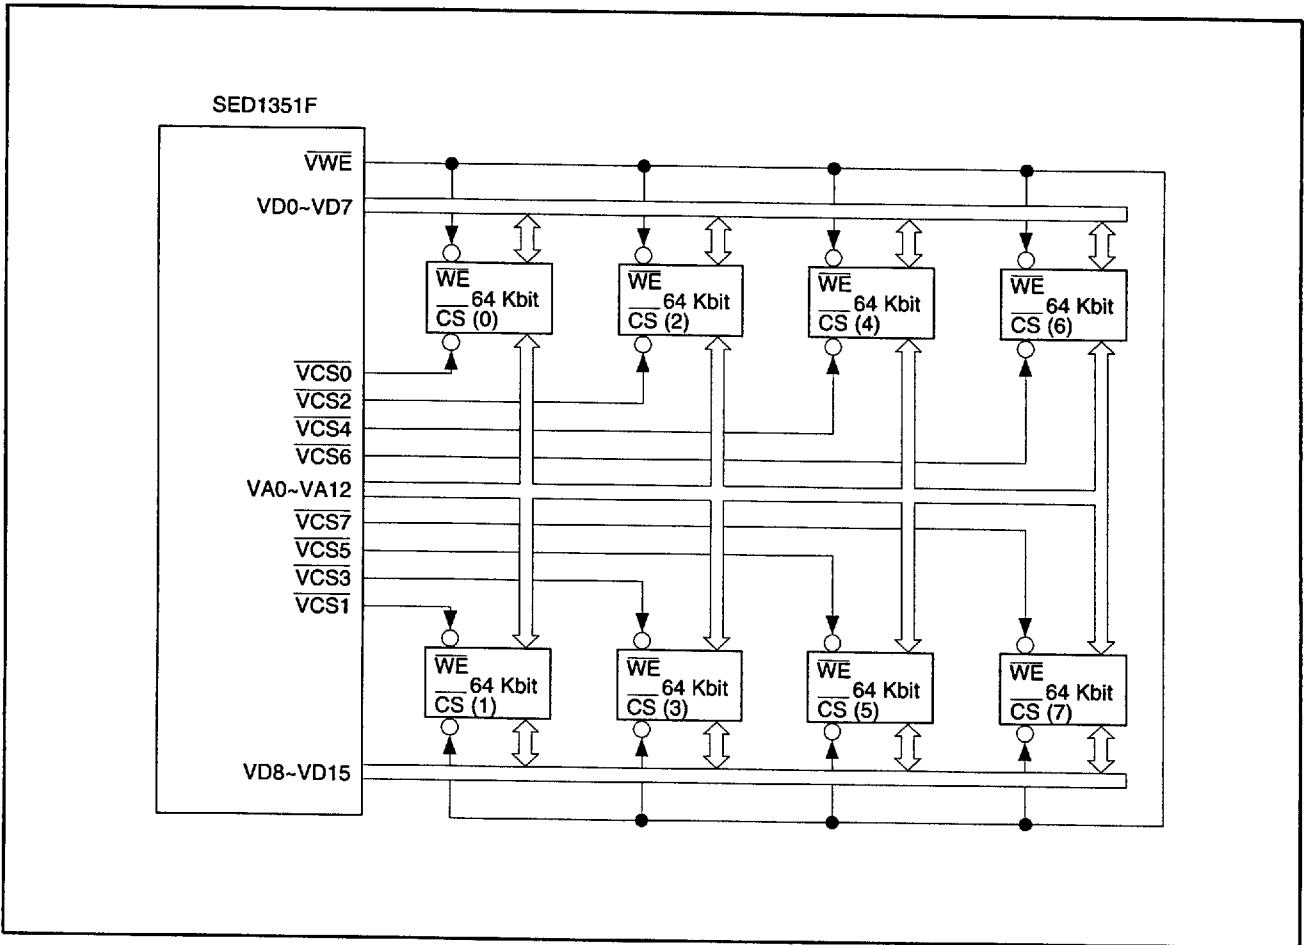 SED1351F
VWE
VD0~VD7
WE
64 Kbit
CS (0)
WE
64 Kbit
CS (2)
WE
64 Kbit
CS (4)
WE
64 Kbit
CS (6)
VCS0
VCS2
VCS4
VCS6
VA0~VA12
VCS7
VCS5
VCS3
VCS1
WE
64 Kbit
CS (1)
WE
64 Kbit
CS (3)
WE
64 Kbit
CS (5)
WE
64 Kbit
CS (7)
VD8~VD15